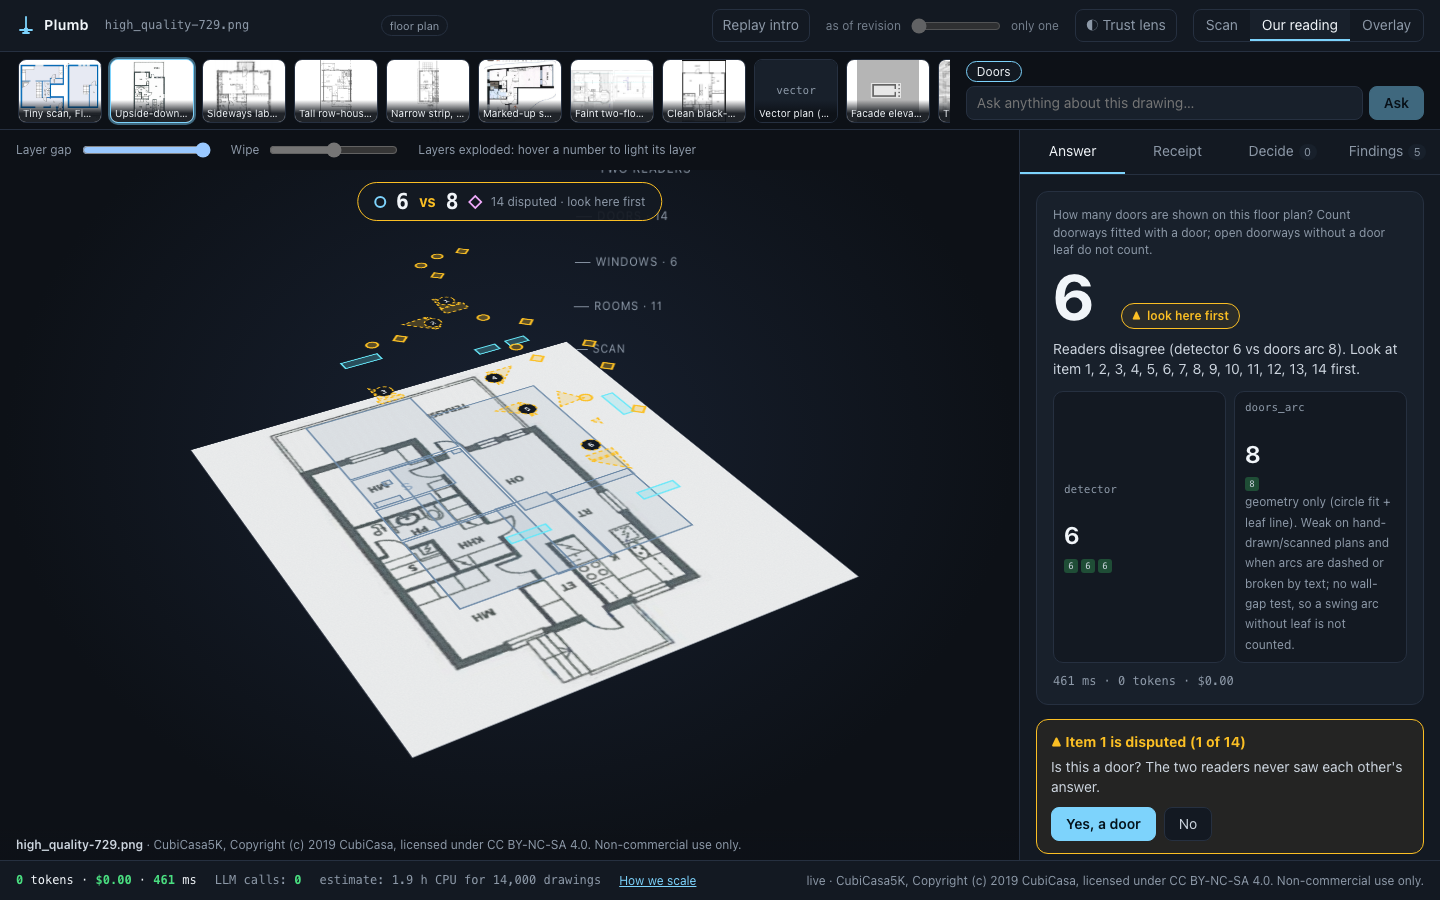 Plumb high_quality-729.png floor plan Replay intro as of revision only one Trust lens Scan Our reading Overlay
Tiny scan, Fl... Upside-down... Sideways lab... Tall row-hous... Narrow strip, ... Marked-up s... Faint two-flo... Clean black-... vector Vector plan (... Facade eleva... T
Doors
Ask anything about this drawing... Ask
Layer gap Wipe Layers exploded: hover a number to light its layer
Answer Receipt Decide 0 Findings 5
TWO READERS
6 vs 8 14 disputed · look here first
14
WINDOWS · 6
ROOMS · 11
SCAN
TERASS
MH
OH
PH
RT
KHH
S
ET
MH
How many doors are shown on this floor plan? Count
doorways fitted with a door; open doorways without a door
leaf do not count.
6 look here first
Readers disagree (detector 6 vs doors arc 8). Look at
item 1, 2, 3, 4, 5, 6, 7, 8, 9, 10, 11, 12, 13, 14 first.
detector
6
6 6 6
doors_arc
8
8
geometry only (circle fit +
leaf line). Weak on hand-
drawn/scanned plans and
when arcs are dashed or
broken by text; no wall-
gap test, so a swing arc
without leaf is not
counted.
461 ms · 0 tokens · $0.00
Item 1 is disputed (1 of 14)
Is this a door? The two readers never saw each other's
answer.
Yes, a door No
high_quality-729.png · CubiCasa5K, Copyright (c) 2019 CubiCasa, licensed under CC BY-NC-SA 4.0. Non-commercial use only.
0 tokens · $0.00 · 461 ms LLM calls: 0 estimate: 1.9 h CPU for 14,000 drawings How we scale live · CubiCasa5K, Copyright (c) 2019 CubiCasa, licensed under CC BY-NC-SA 4.0. Non-commercial use only.